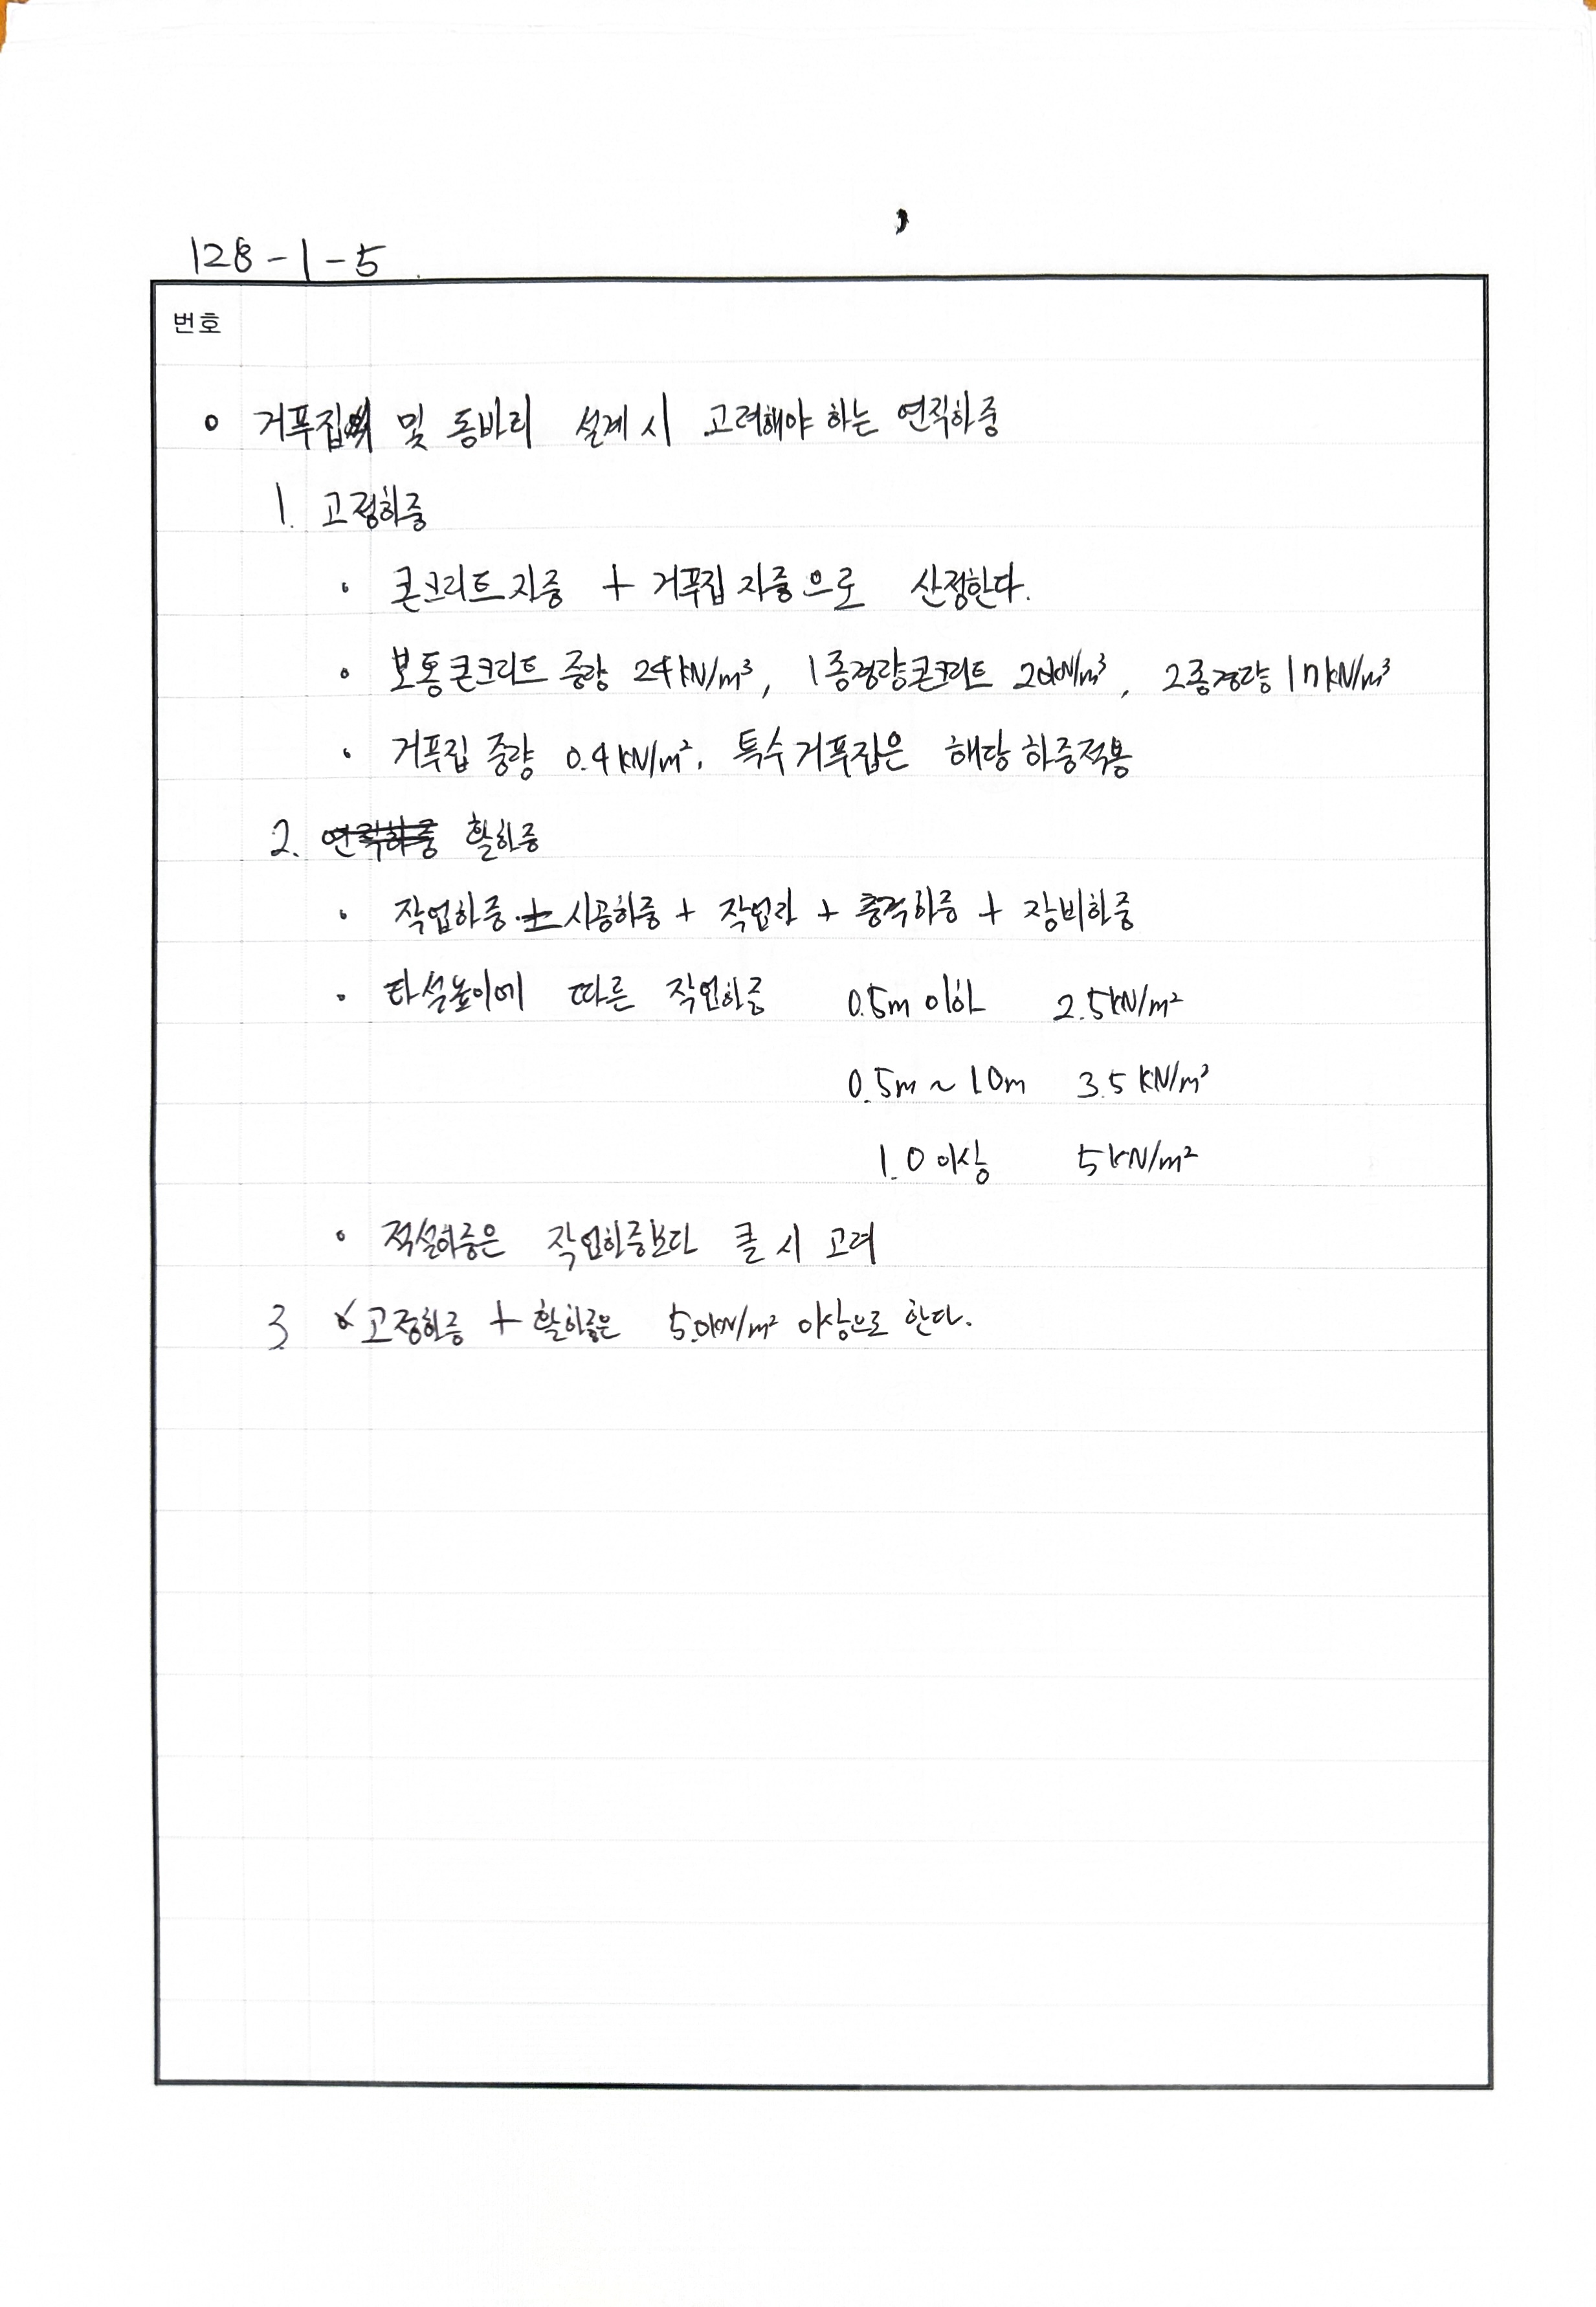 128-1-5
번호
거푸집 및 동바리 설계 시 고려해야 하는 연직하중
1. 고정하중
• 콘크리트 자중 + 거푸집 자중으로 산정한다.
• 보통콘크리트 중량 24kN/m³, 1종경량콘크리트 20kN/m³, 2종경량 17kN/m³
• 거푸집 중량 0.4kN/m². 특수 거푸집은 해당 하중적용
2. 활하중
• 작업하중 시공하중 + 작업자 + 충격하중 + 장비하중
• 타설높이에 따른 작업하중 0.5m 이하 2.5kN/m²
0.5m ~ 1.0m 3.5 kN/m²
1.0 이상 5kN/m²
• 적설하중은 작업하중보다 클 시 고려
3. 고정하중 + 활하중은 5.0kN/m² 이상으로 한다.